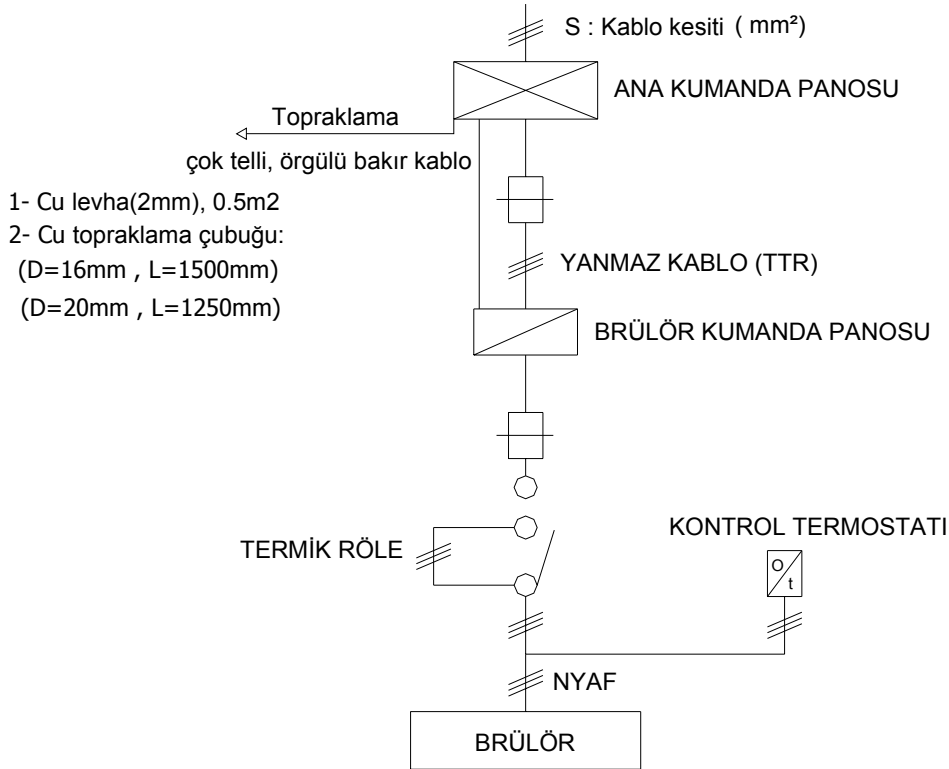 S : Kablo kesiti ( mm²)
ANA KUMANDA PANOSU
Topraklama
çok telli, örgülü bakır kablo
1- Cu levha(2mm), 0.5m2
2- Cu topraklama çubuğu:
(D=16mm , L=1500mm)
(D=20mm , L=1250mm)
YANMAZ KABLO (TTR)
BRÜLÖR KUMANDA PANOSU
TERMİK RÖLE
KONTROL TERMOSTATI
O
t
NYAF
BRÜLÖR